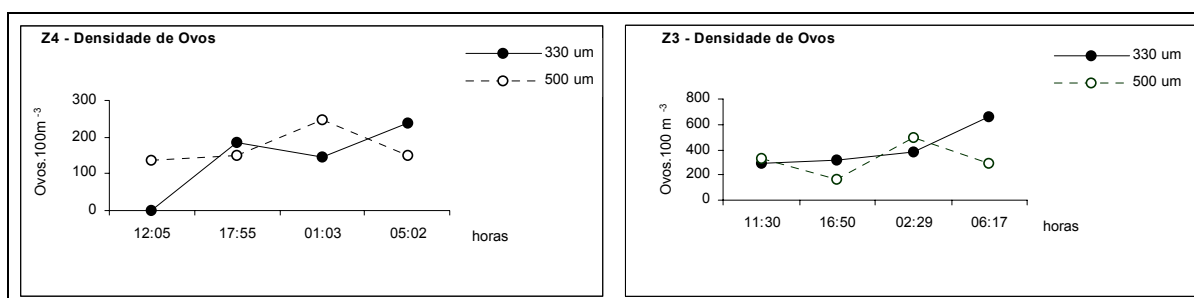 Z4 - Densidade de Ovos
330 um
500 um
Ovos.100m -3
300
200
100
0
12:05 17:55 01:03 05:02
horas
Z3 - Densidade de Ovos
330 um
500 um
Ovos.100 m -3
800
600
400
200
0
11:30 16:50 02:29 06:17
horas